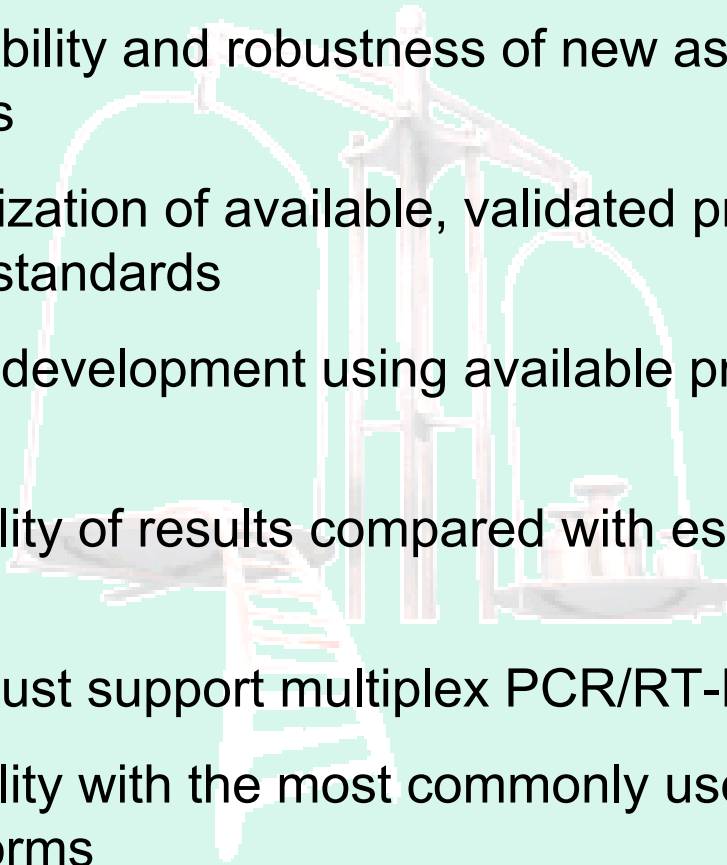 bility and robustness of new as
s
ization of available, validated pr
standards
development using available pr
lity of results compared with es
ust support multiplex PCR/RT-
lity with the most commonly use
orms